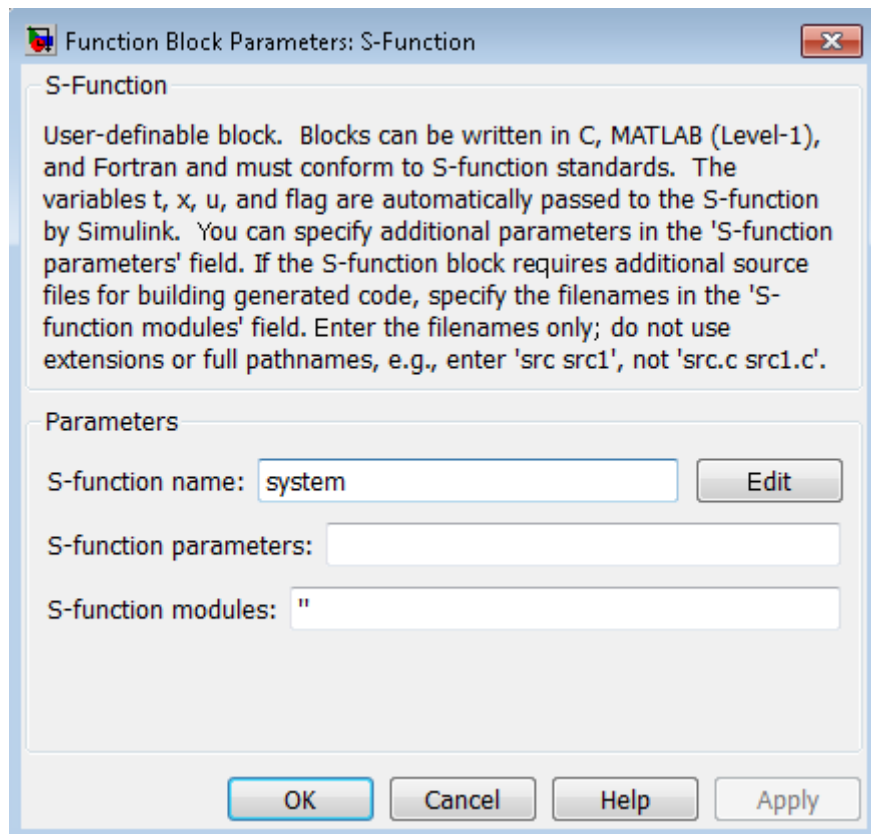 Function Block Parameters: S-Function
S-Function
User-definable block.  Blocks can be written in C, MATLAB (Level-1),
and Fortran and must conform to S-function standards.  The
variables t, x, u, and flag are automatically passed to the S-function
by Simulink.  You can specify additional parameters in the 'S-function
parameters' field. If the S-function block requires additional source
files for building generated code, specify the filenames in the 'S-
function modules' field. Enter the filenames only; do not use
extensions or full pathnames, e.g., enter 'src src1', not 'src.c src1.c'.
Parameters
S-function name: system Edit
S-function parameters:
S-function modules: ''
OK Cancel Help Apply